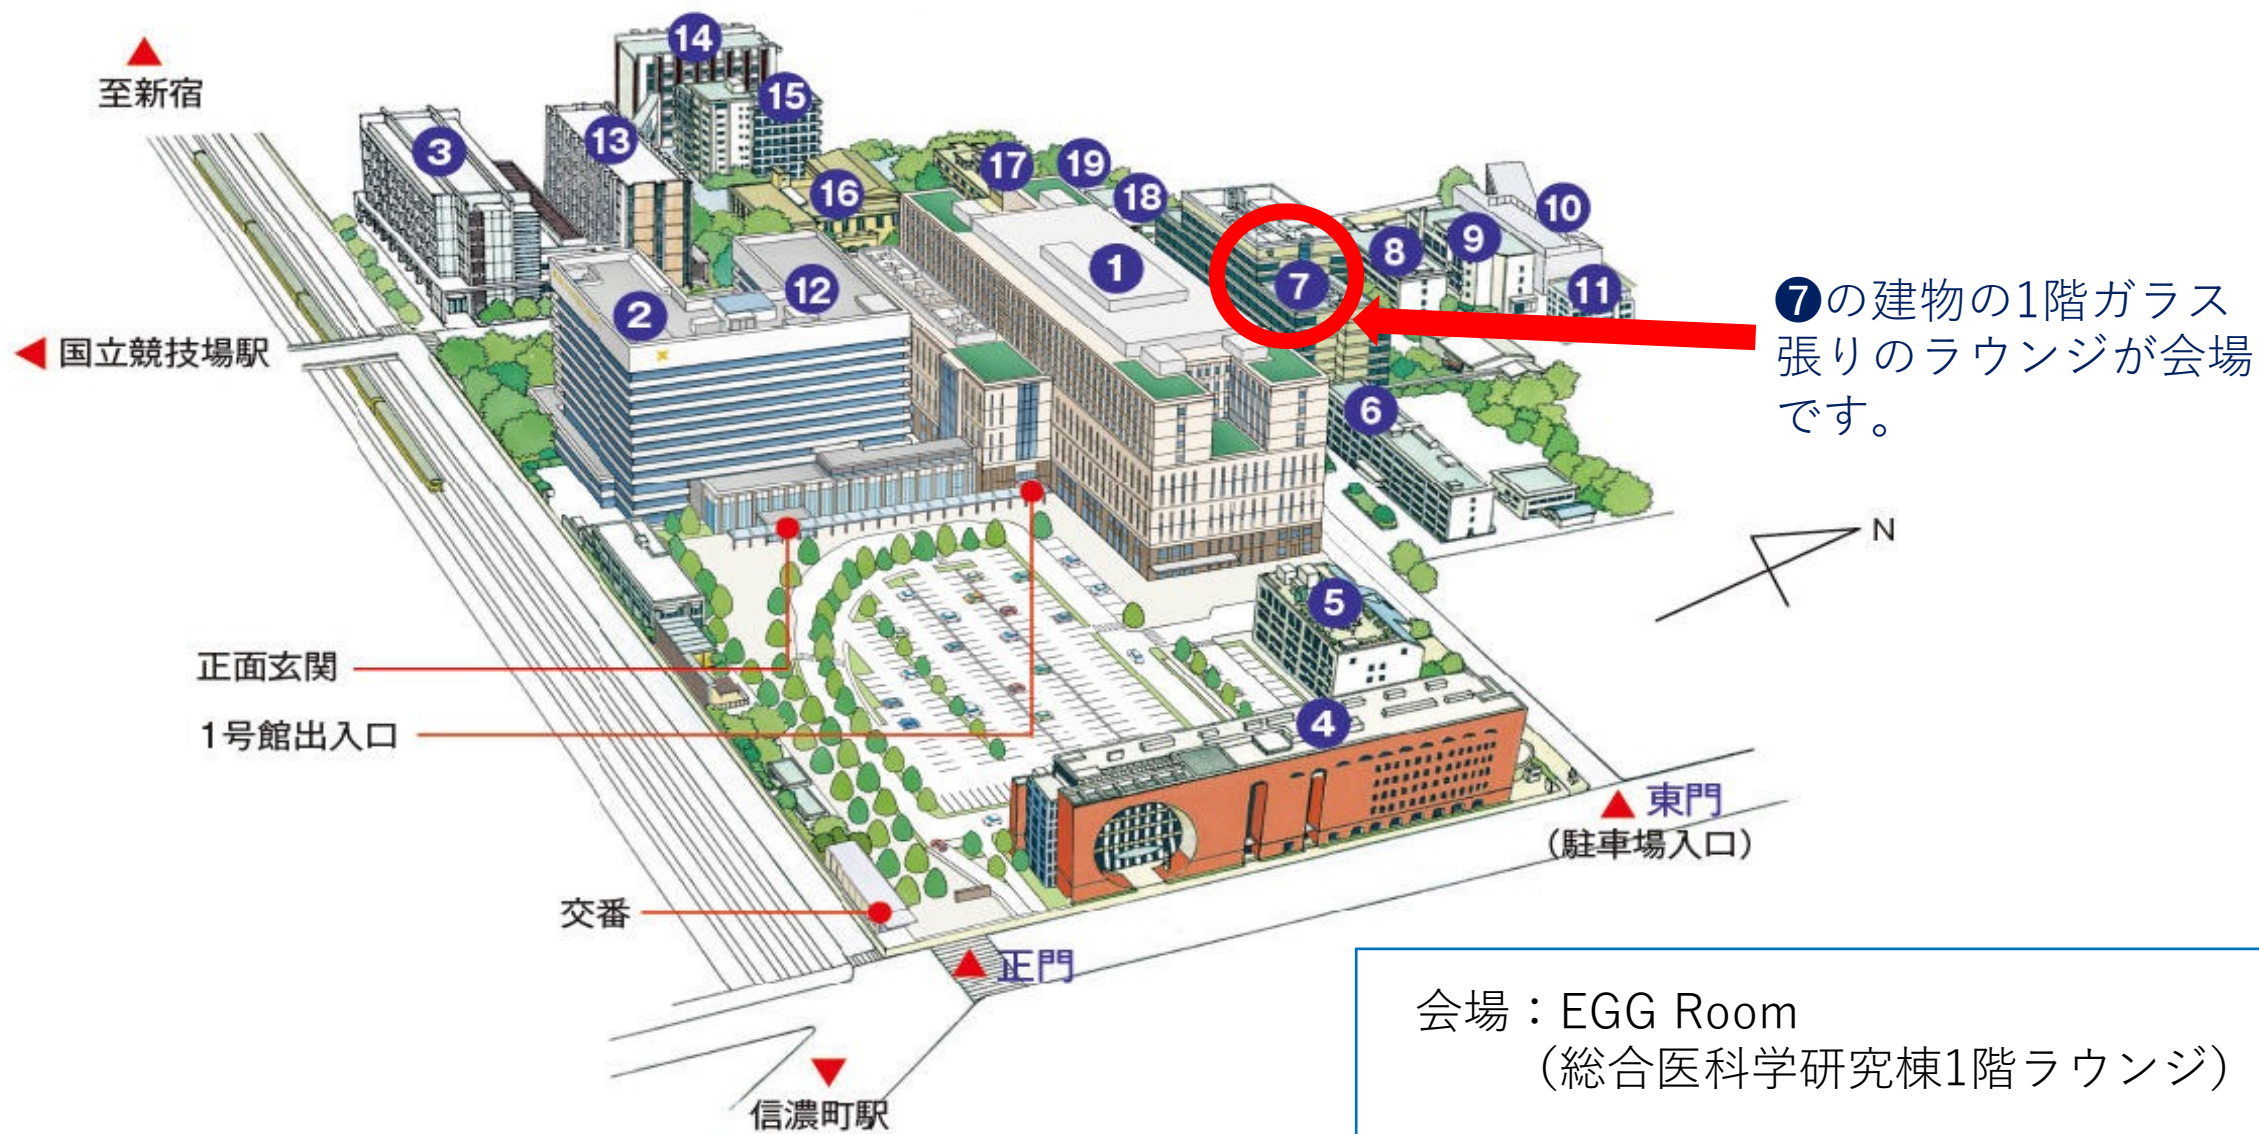 至新宿
14
15
3
13
17
19
18
16
10
9
8
1
12
7
11
2
❼の建物の1階ガラス
張りのラウンジが会場
です。
国立競技場駅
6
N
5
正面玄関
4
1号館出入口
東門
(駐車場入口)
交番
正門
会場：EGG Room
(総合医科学研究棟1階ラウンジ)
信濃町駅